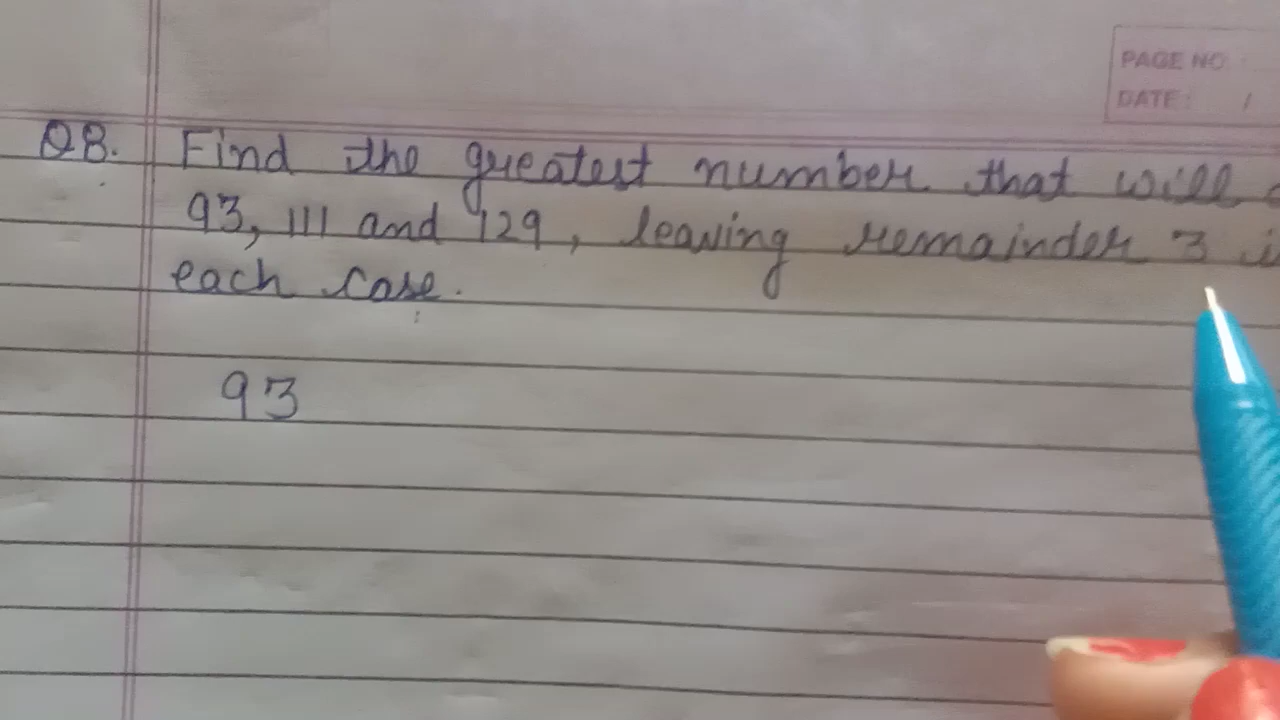 PAGE NO
DATE: /
Q8. Find the greatest number that will
93, 111 and 129, leaving remainder 3
each case.
93